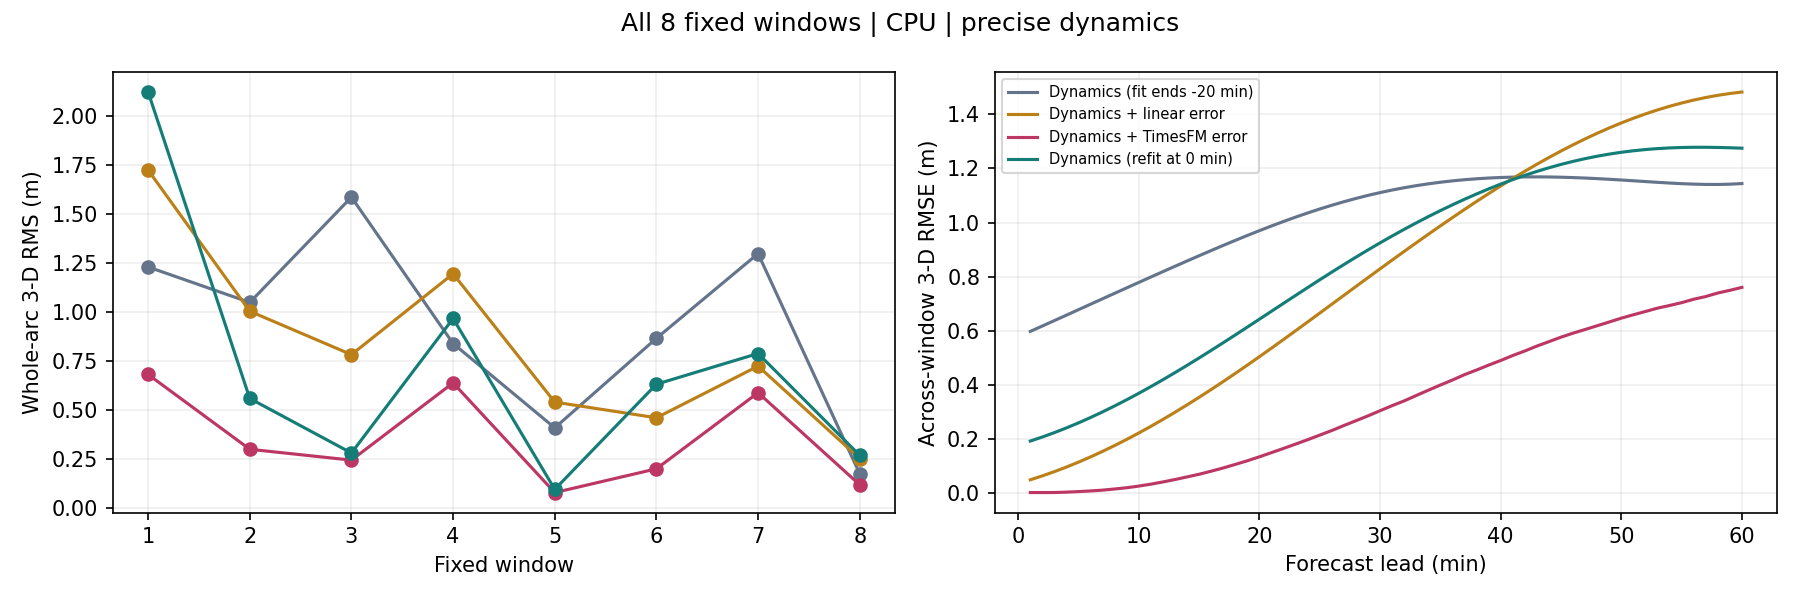 All 8 fixed windows | CPU | precise dynamics
Whole-arc 3-D RMS (m)
2.00
1.75
1.50
1.25
1.00
0.75
0.50
0.25
0.00
1 2 3 4 5 6 7 8
Fixed window
Across-window 3-D RMSE (m)
1.4
1.2
1.0
0.8
0.6
0.4
0.2
0.0
Dynamics (fit ends -20 min)
Dynamics + linear error
Dynamics + TimesFM error
Dynamics (refit at 0 min)
0 10 20 30 40 50 60
Forecast lead (min)